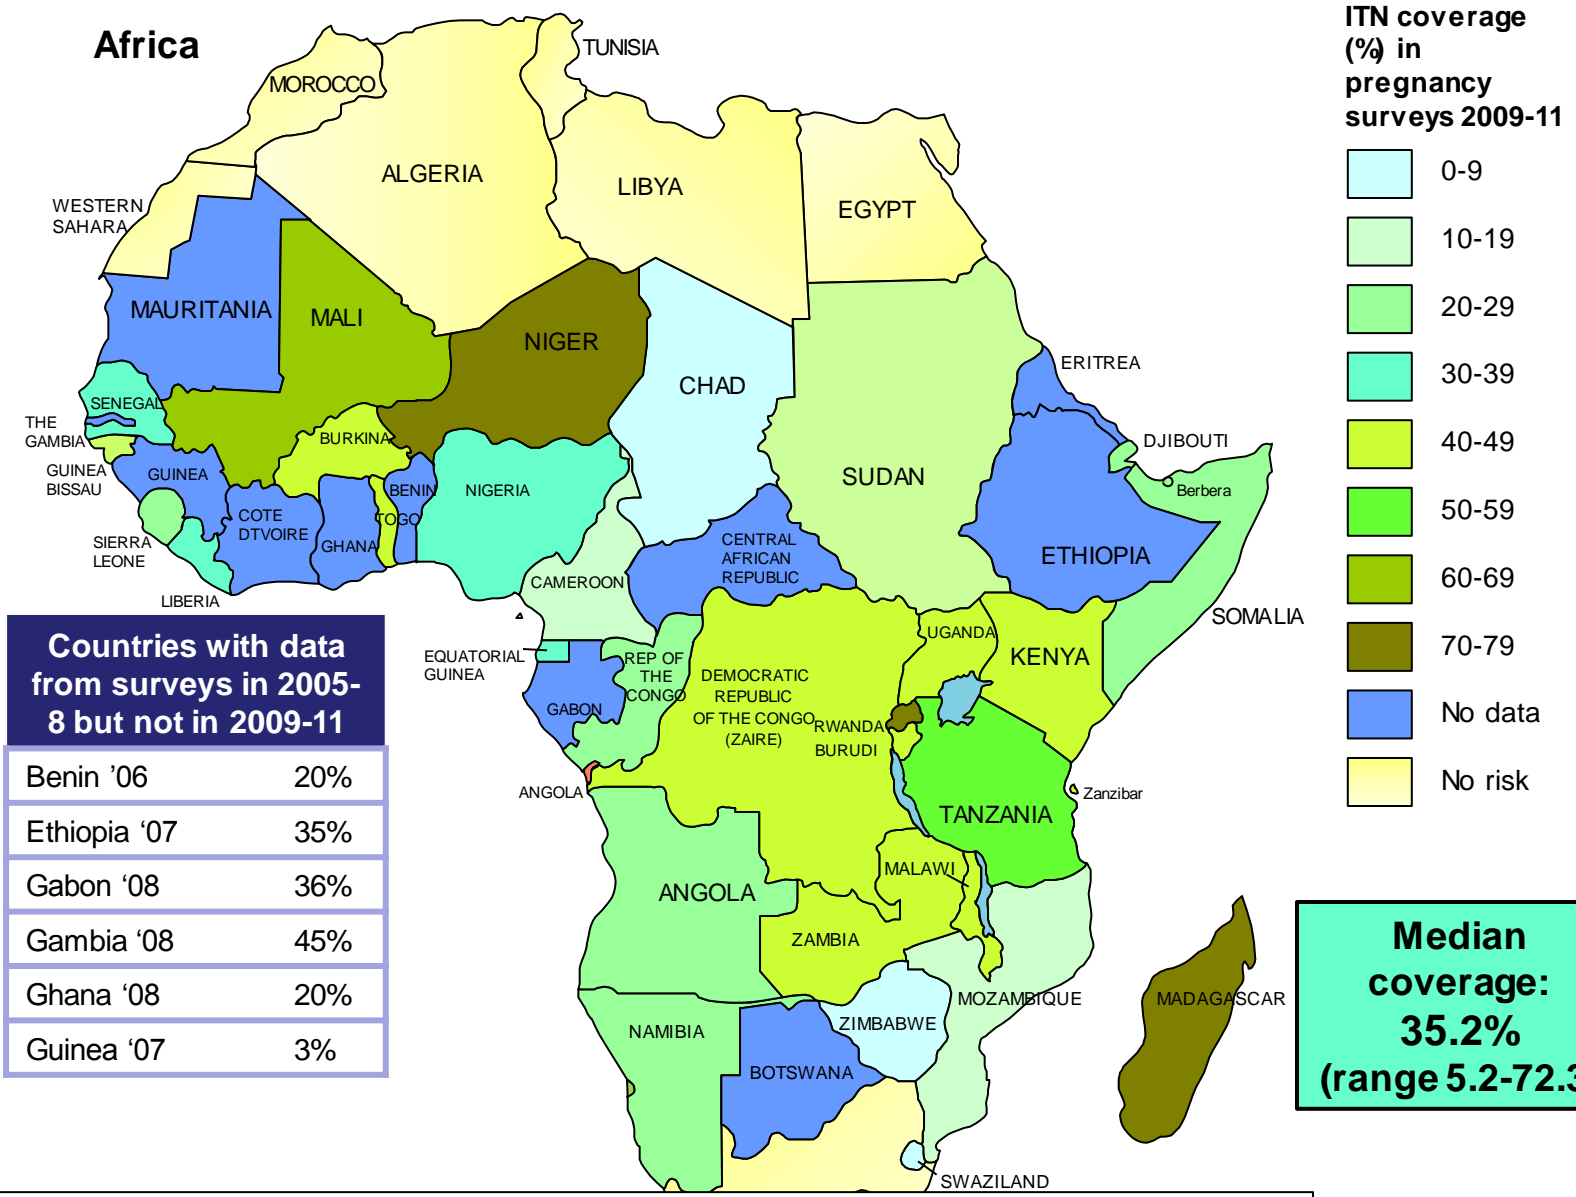 Africa
TUNISIA
MOROCCO
ALGERIA
LIBYA
EGYPT
WESTERN
SAHARA
MAURITANIA
MALI
NIGER
CHAD
SUDAN
ERITREA
DJIBOUTI
Berbera
ETHIOPIA
SOMALIA
SENEGAL
THE
GAMBIA
GUINEA
BISSAU
GUINEA
SIERRA
LEONE
LIBERIA
COTE
DTVOIRE
BURKINA
GHANA
TOGO
BENIN
NIGERIA
CAMEROON
CENTRAL
AFRICAN
REPUBLIC
EQUATORIAL
GUINEA
GABON
REP OF
THE
CONGO
DEMOCRATIC
REPUBLIC
OF THE CONGO
(ZAIRE)
UGANDA
KENYA
RWANDA
BURUDI
TANZANIA
Zanzibar
ANGOLA
ANGOLA
MALAWI
ZAMBIA
MOZAMBIQUE
ZIMBABWE
NAMIBIA
BOTSWANA
MADAGASCAR
SWAZILAND
ITN coverage
(%) in
pregnancy
surveys 2009-11
0-9
10-19
20-29
30-39
40-49
50-59
60-69
70-79
No data
No risk
Countries with data
from surveys in 2005-
8 but not in 2009-11
Benin '06 20%
Ethiopia ‘07 35%
Gabon ‘08 36%
Gambia ‘08 45%
Ghana ‘08 20%
Guinea ‘07 3%
Median
coverage:
35.2%
(range 5.2-72.3